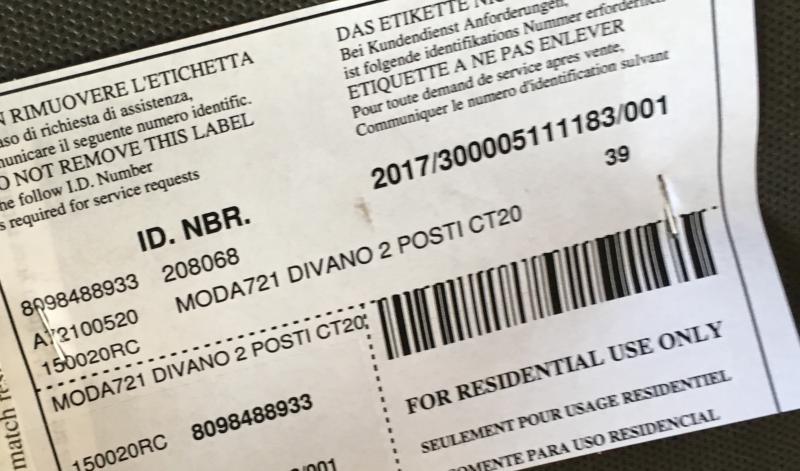 RIMUOVERE L'ETICHETTA
di richiesta di assistenza,
il seguente numero identific.
NOT REMOVE THIS LABEL
follow I.D. Number
required for service requests
DAS ETIKETTE
Bei Kundendienst Anforderungen,
ist folgende identifikations Nummer
ETIQUETTE A NE PAS ENLEVER
Pour toute demand de service apres vente,
Communiquer le numero d'identification suivant
ID. NBR.
2017/300005111183/001
39
8098488933 208068
MODA721 DIVANO 2 POSTI CT20
150020RC
MODA721 DIVANO 2 POSTI CT20
150020RC 8098488933
/001
FOR RESIDENTIAL USE ONLY
SEULEMENT POUR USAGE RESIDENTIEL
PARA USO RESIDENCIAL
match